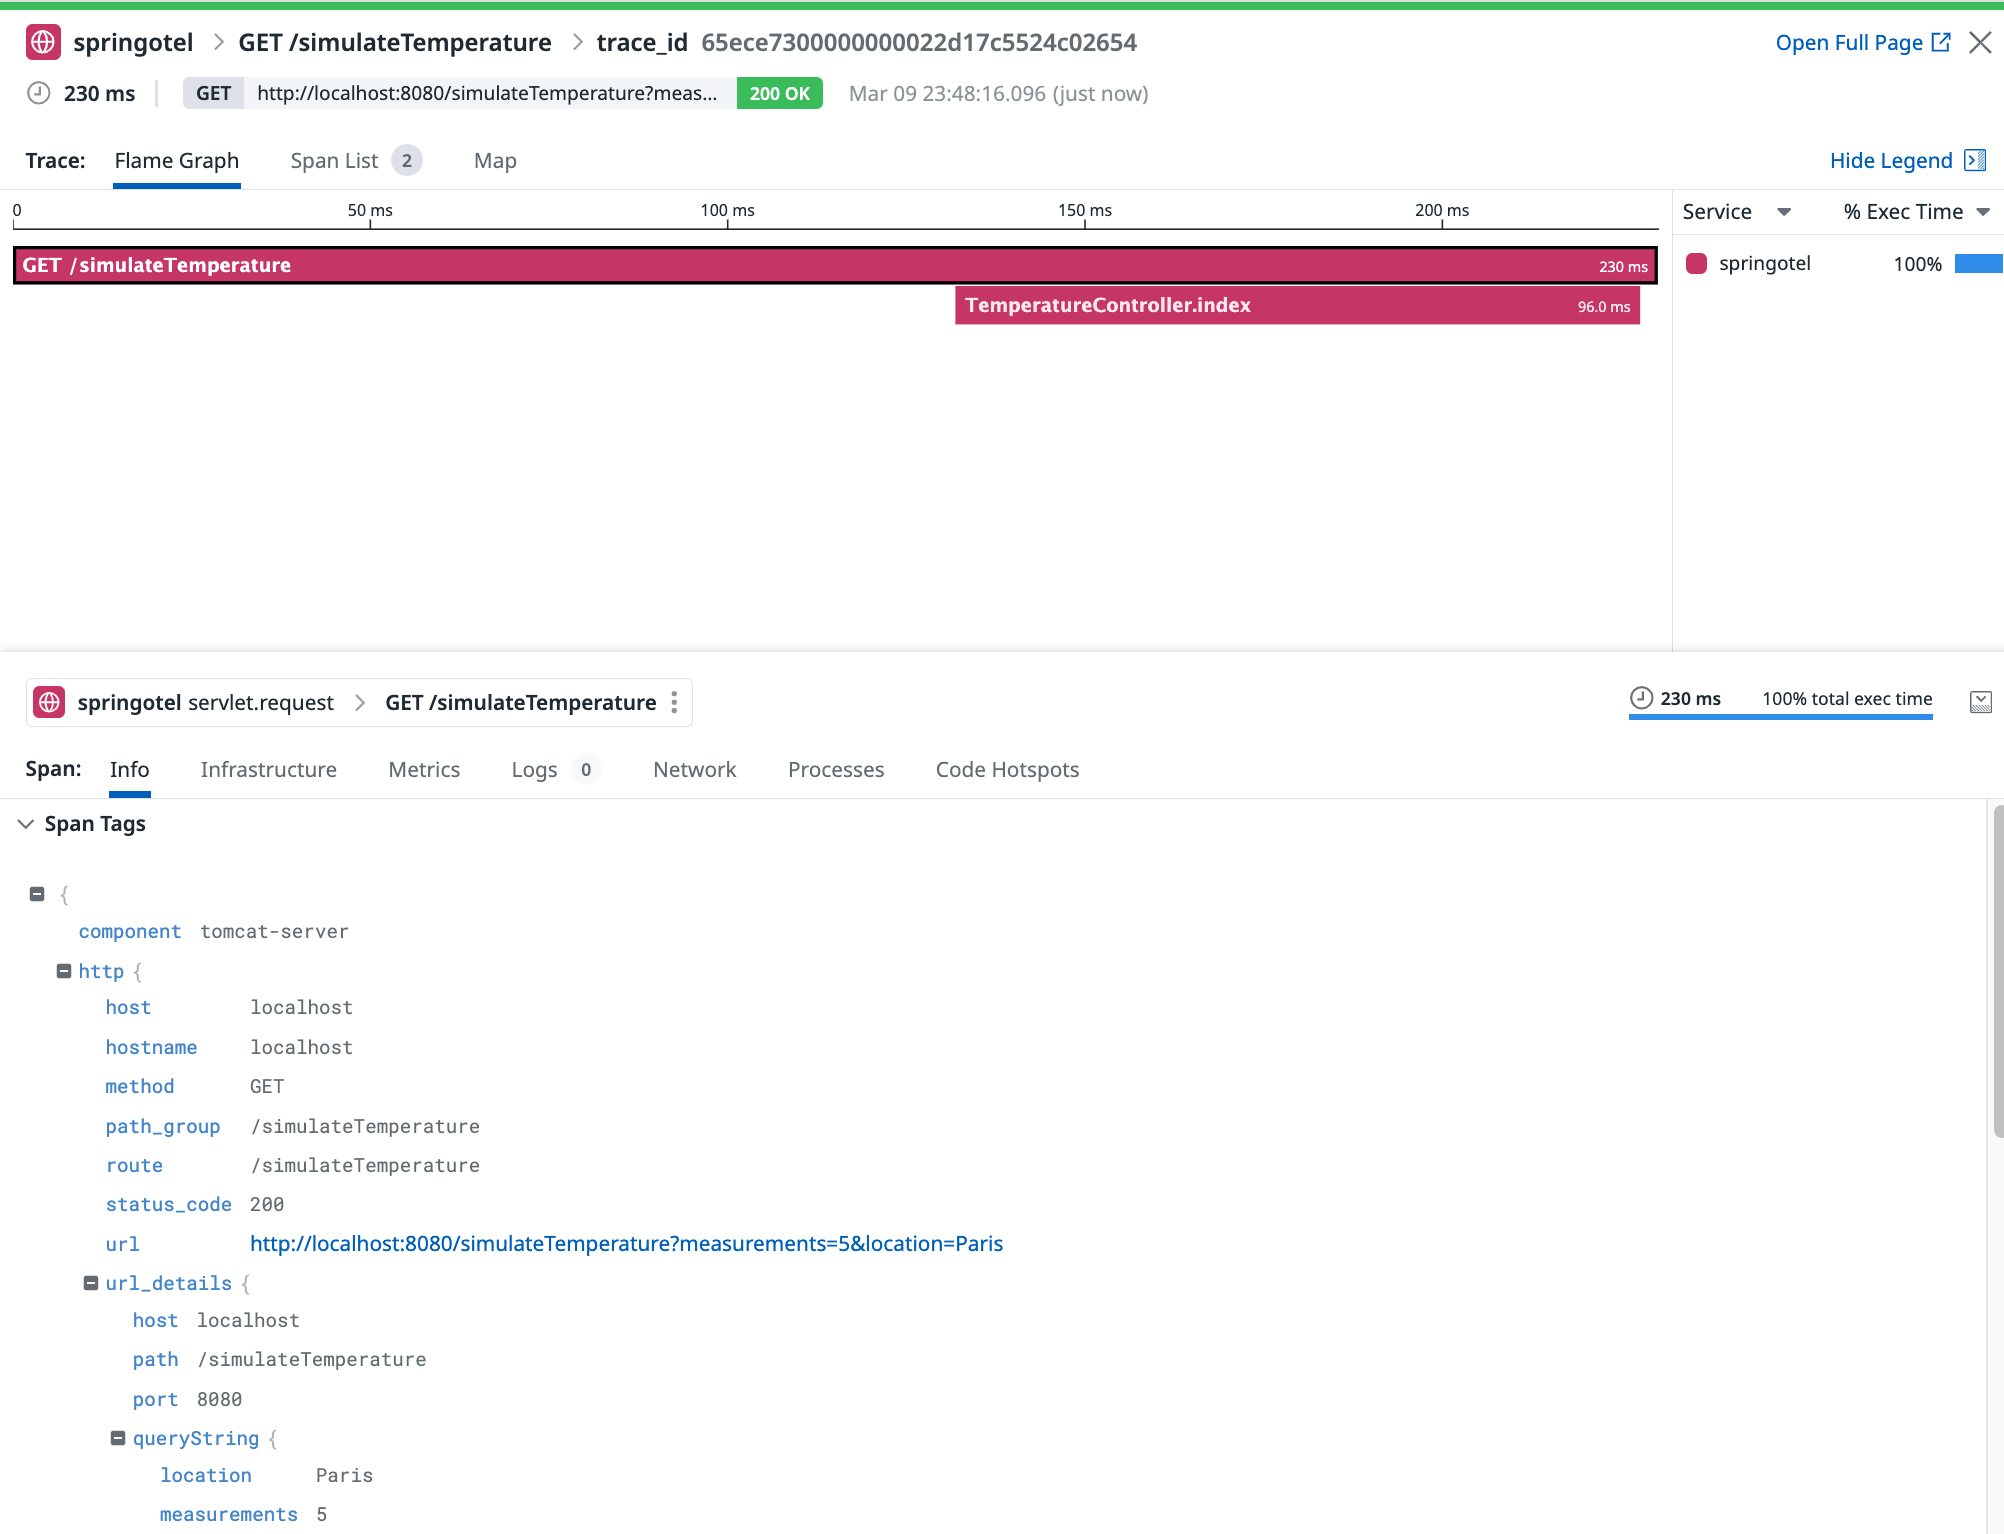 springotel > GET /simulateTemperature > trace_id 65ece7300000000022d17c5524c02654 Open Full Page
230 ms GET http://localhost:8080/simulateTemperature?meas... 200 OK Mar 09 23:48:16.096 (just now)
Trace: Flame Graph Span List 2 Map Hide Legend
0 50 ms 100 ms 150 ms 200 ms Service % Exec Time
GET /simulateTemperature 230 ms springotel 100%
TemperatureController.index 96.0 ms
springotel servlet.request > GET /simulateTemperature 230 ms 100% total exec time
Span: Info Infrastructure Metrics Logs 0 Network Processes Code Hotspots
Span Tags
{
component tomcat-server
http {
host localhost
hostname localhost
method GET
path_group /simulateTemperature
route /simulateTemperature
status_code 200
url http://localhost:8080/simulateTemperature?measurements=5&location=Paris
url_details {
host localhost
path /simulateTemperature
port 8080
queryString {
location Paris
measurements 5